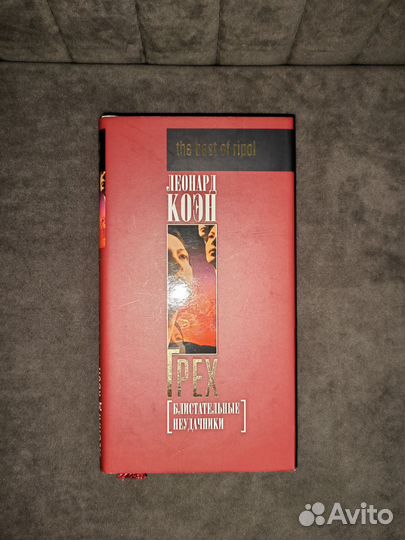 the best of ripol
ЛЕОНАРД
КОЭН
ГРЕХ
[БЛИСТАТЕЛЬНЫЕ
НЕУДАЧНИКИ]
Avito